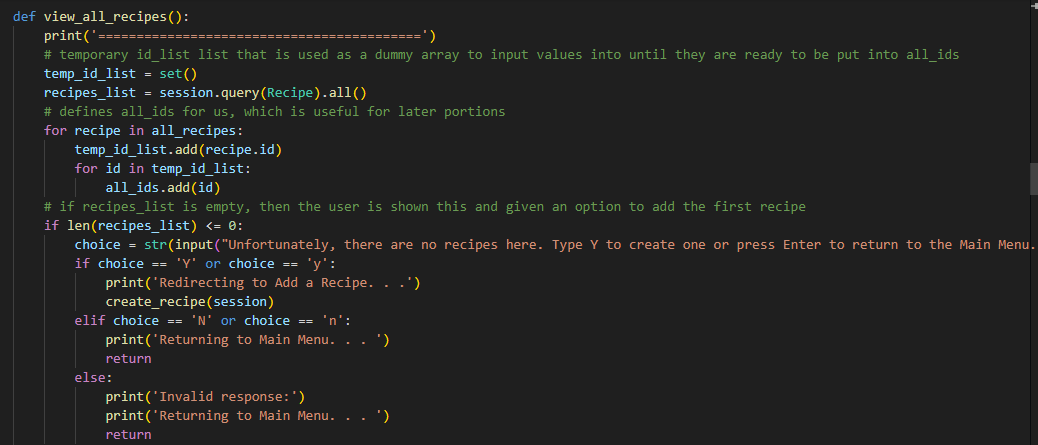 def view_all_recipes():
    print('==========================================')
    # temporary id_list list that is used as a dummy array to input values into until they are ready to be put into all_ids
    temp_id_list = set()
    recipes_list = session.query(Recipe).all()
    # defines all_ids for us, which is useful for later portions
    for recipe in all_recipes:
        temp_id_list.add(recipe.id)
        for id in temp_id_list:
            all_ids.add(id)
    # if recipes_list is empty, then the user is shown this and given an option to add the first recipe
    if len(recipes_list) <= 0:
        choice = str(input("Unfortunately, there are no recipes here. Type Y to create one or press Enter to return to the Main Menu.
        if choice == 'Y' or choice == 'y':
            print('Redirecting to Add a Recipe. . .')
            create_recipe(session)
        elif choice == 'N' or choice == 'n':
            print('Returning to Main Menu. . . ')
            return
        else:
            print('Invalid response:')
            print('Returning to Main Menu. . . ')
            return